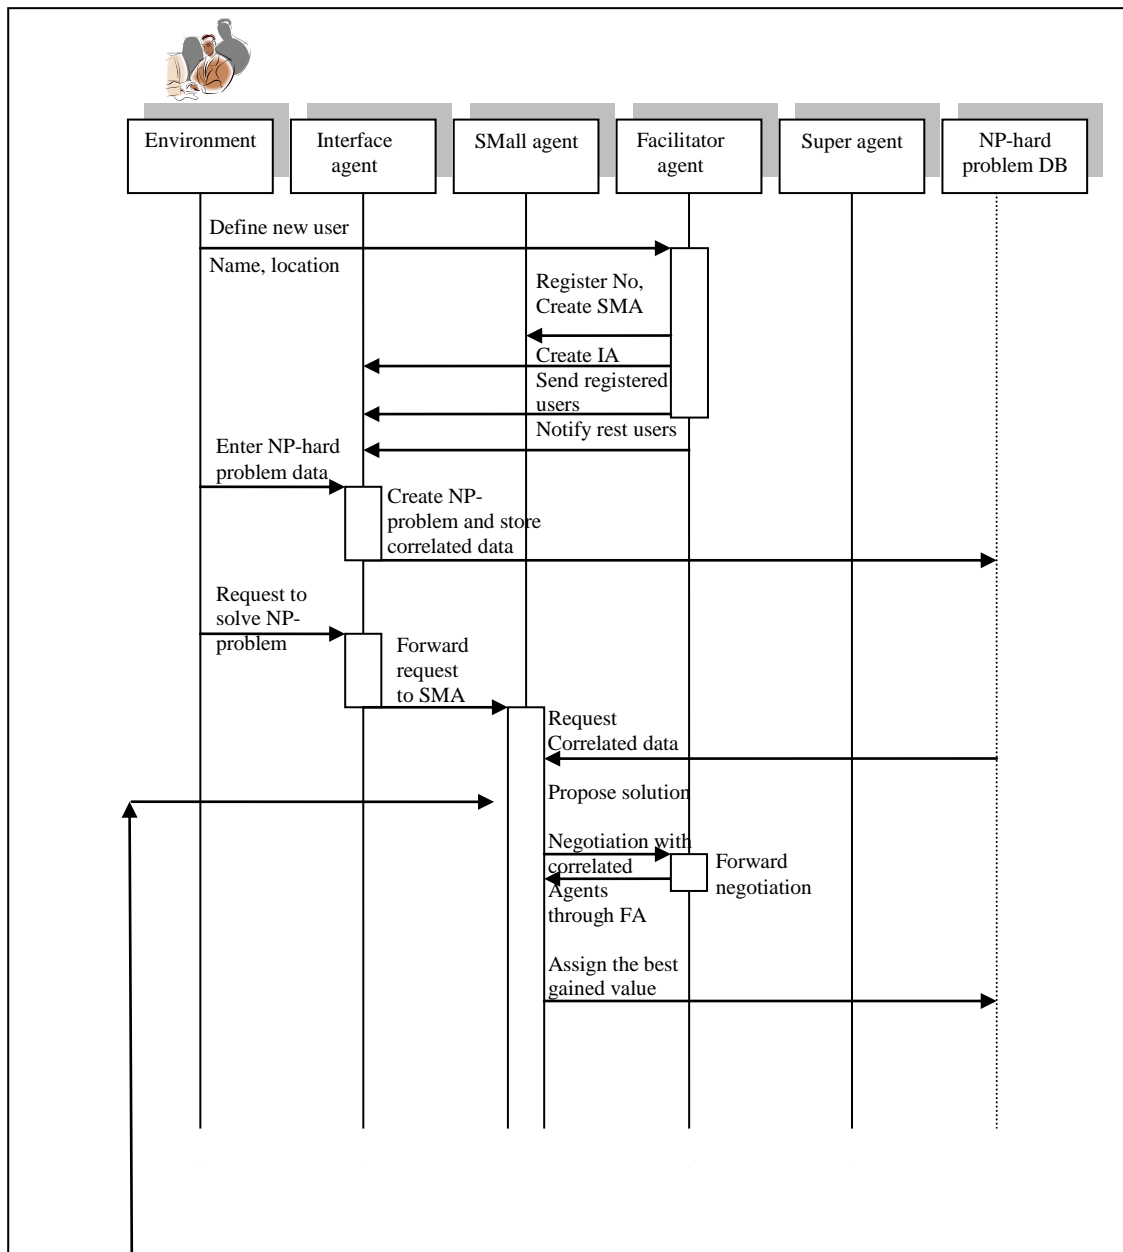 Environment
Interface
agent
SMall agent
Facilitator
agent
Super agent
NP-hard
problem DB
Define new user
Name, location
Register No,
Create SMA
Create IA
Send registered
users
Notify rest users
Enter NP-hard
problem data
Create NP-
problem and store
correlated data
Request to
solve NP-
problem
Forward
request
to SMA
Request
Correlated data
Propose solution
Negotiation with
correlated
Agents
through FA
Forward
negotiation
Assign the best
gained value